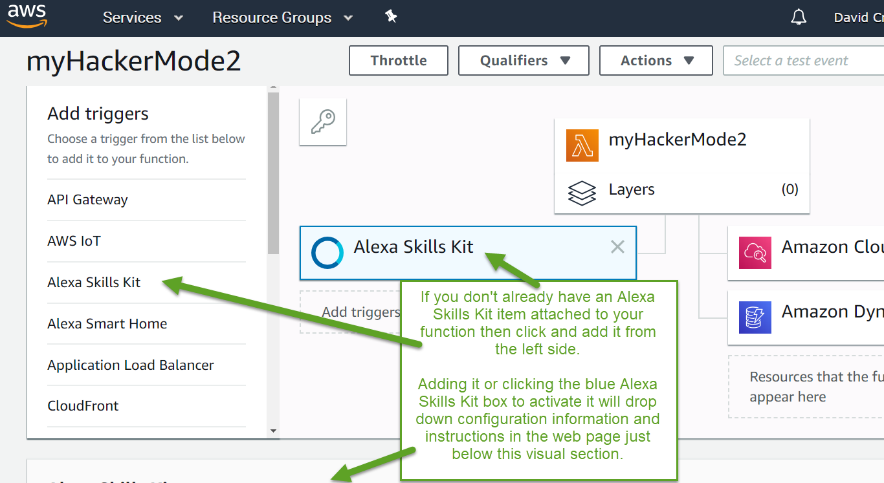 aws
Services
Resource Groups
David
myHackerMode2
Throttle
Qualifiers
Actions
Select a test event
Add triggers
Choose a trigger from the list below
to add it to your function.
API Gateway
AWS IoT
Alexa Skills Kit
Alexa Smart Home
Application Load Balancer
CloudFront
myHackerMode2
Layers
(0)
Alexa Skills Kit
Add triggers
Amazon Clou
Amazon Dyn
Resources that the fu
appear here
If you don't already have an Alexa
Skills Kit item attached to your
function then click and add it from
the left side.
Adding it or clicking the blue Alexa
Skills Kit box to activate it will drop
down configuration information and
instructions in the web page just
below this visual section.